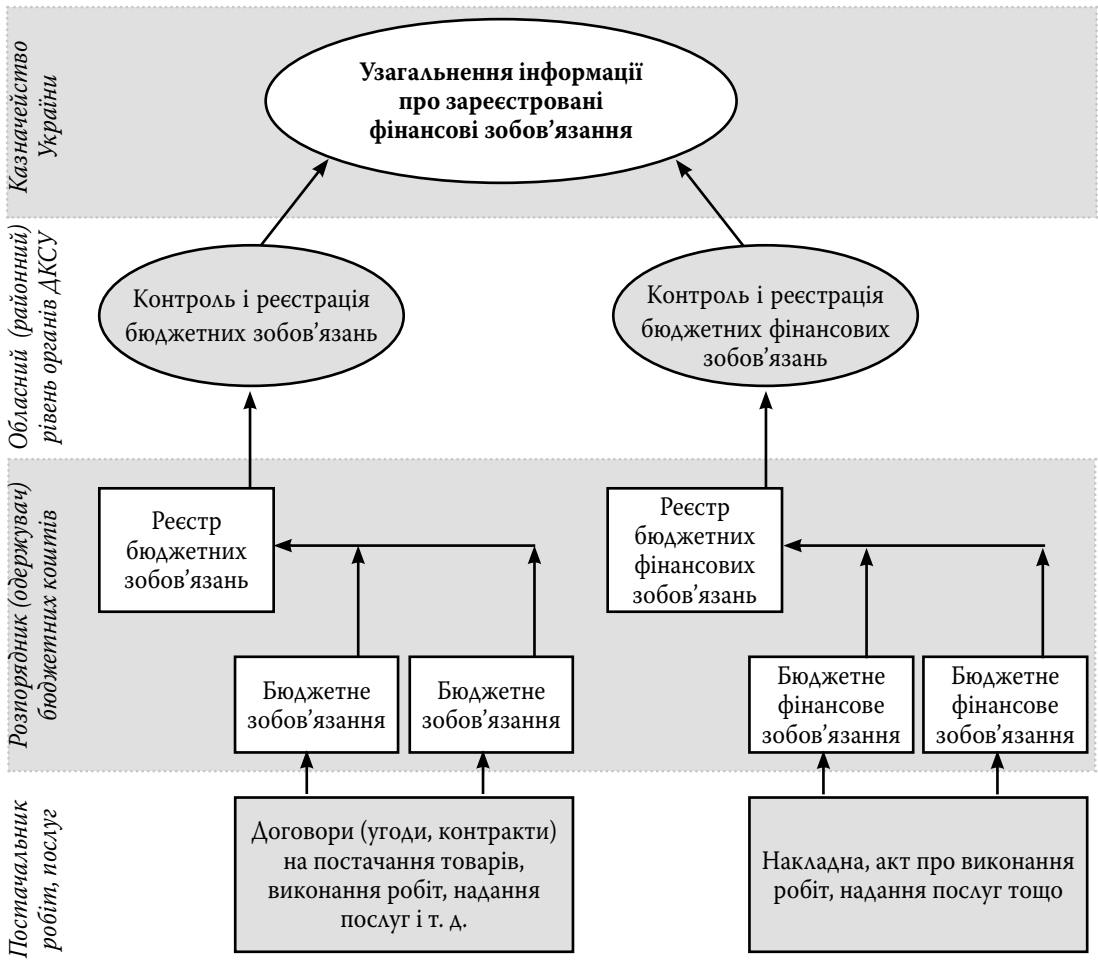 Казначейство
України
Узагальнення інформації
про зареєстровані
фінансові зобов'язання
Обласний (районний)
рівень органів ДКСУ
Контроль і реєстрація
бюджетних зобов'язань
Контроль і реєстрація
бюджетних фінансових
зобов'язань
Розпорядник (одержувач)
бюджетних коштів
Реєстр
бюджетних
зобов'язань
Реєстр
бюджетних
фінансових
зобов'язань
Бюджетне
зобов'язання
Бюджетне
зобов'язання
Бюджетне
фінансове
зобов'язання
Бюджетне
фінансове
зобов'язання
Постачальник
робіт, послуг
Договори (угоди, контракти)
на постачання товарів,
виконання робіт, надання
послуг і т. д.
Накладна, акт про виконання
робіт, надання послуг тощо